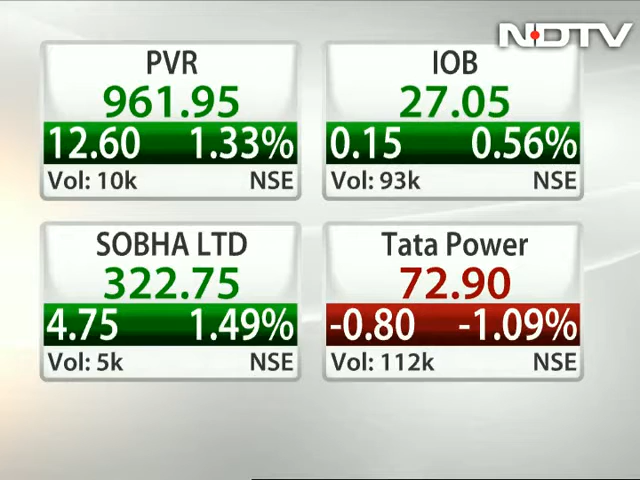 NDTV
PVR
961.95
12.60 1.33%
Vol: 10k NSE
IOB
27.05
0.15 0.56%
Vol: 93k NSE
SOBHA LTD
322.75
4.75 1.49%
Vol: 5k NSE
Tata Power
72.90
-0.80 -1.09%
Vol: 112k NSE